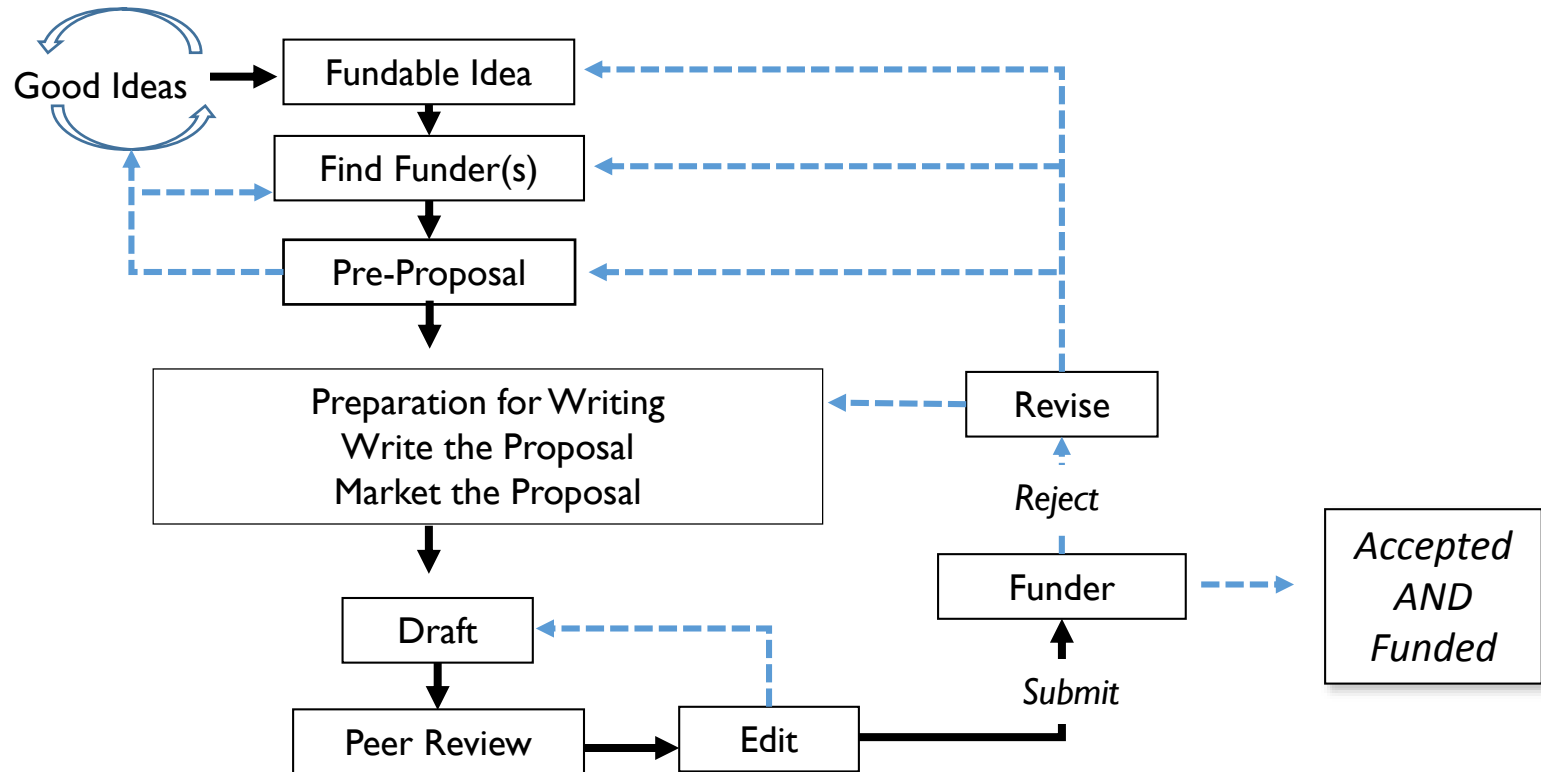 Good Ideas
Fundable Idea
Find Funder(s)
Pre-Proposal
Preparation for Writing
Write the Proposal
Market the Proposal
Revise
Reject
Funder
Accepted
AND
Funded
Draft
Submit
Peer Review
Edit